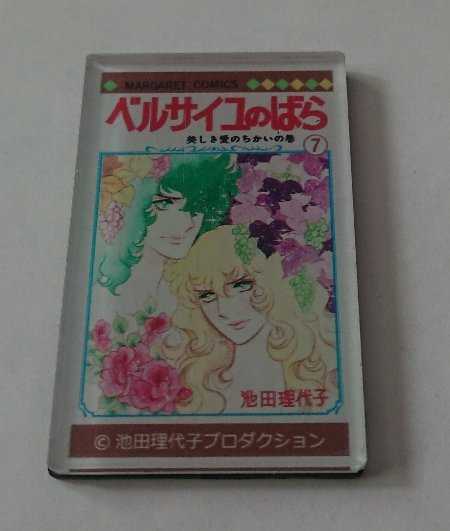 MARGARET COMICS
ベルサイユのばら
美しき愛のちかいの巻
7
池田理代子
© 池田理代子プロダクション